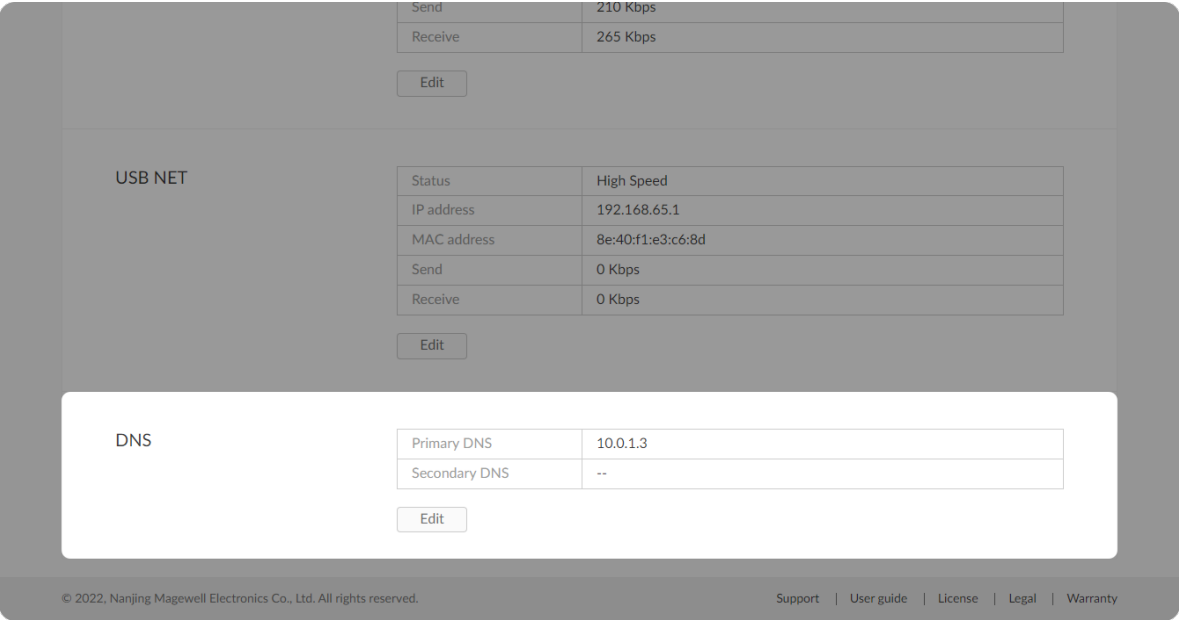 Send 210 Kbps
Receive 265 Kbps
Edit
USB NET
Status High Speed
IP address 192.168.65.1
MAC address 8e:40:f1:e3:c6:8d
Send 0 Kbps
Receive 0 Kbps
Edit
DNS
Primary DNS 10.0.1.3
Secondary DNS --
Edit
© 2022, Nanjing Magewell Electronics Co., Ltd. All rights reserved. Support | User guide | License | Legal | Warranty